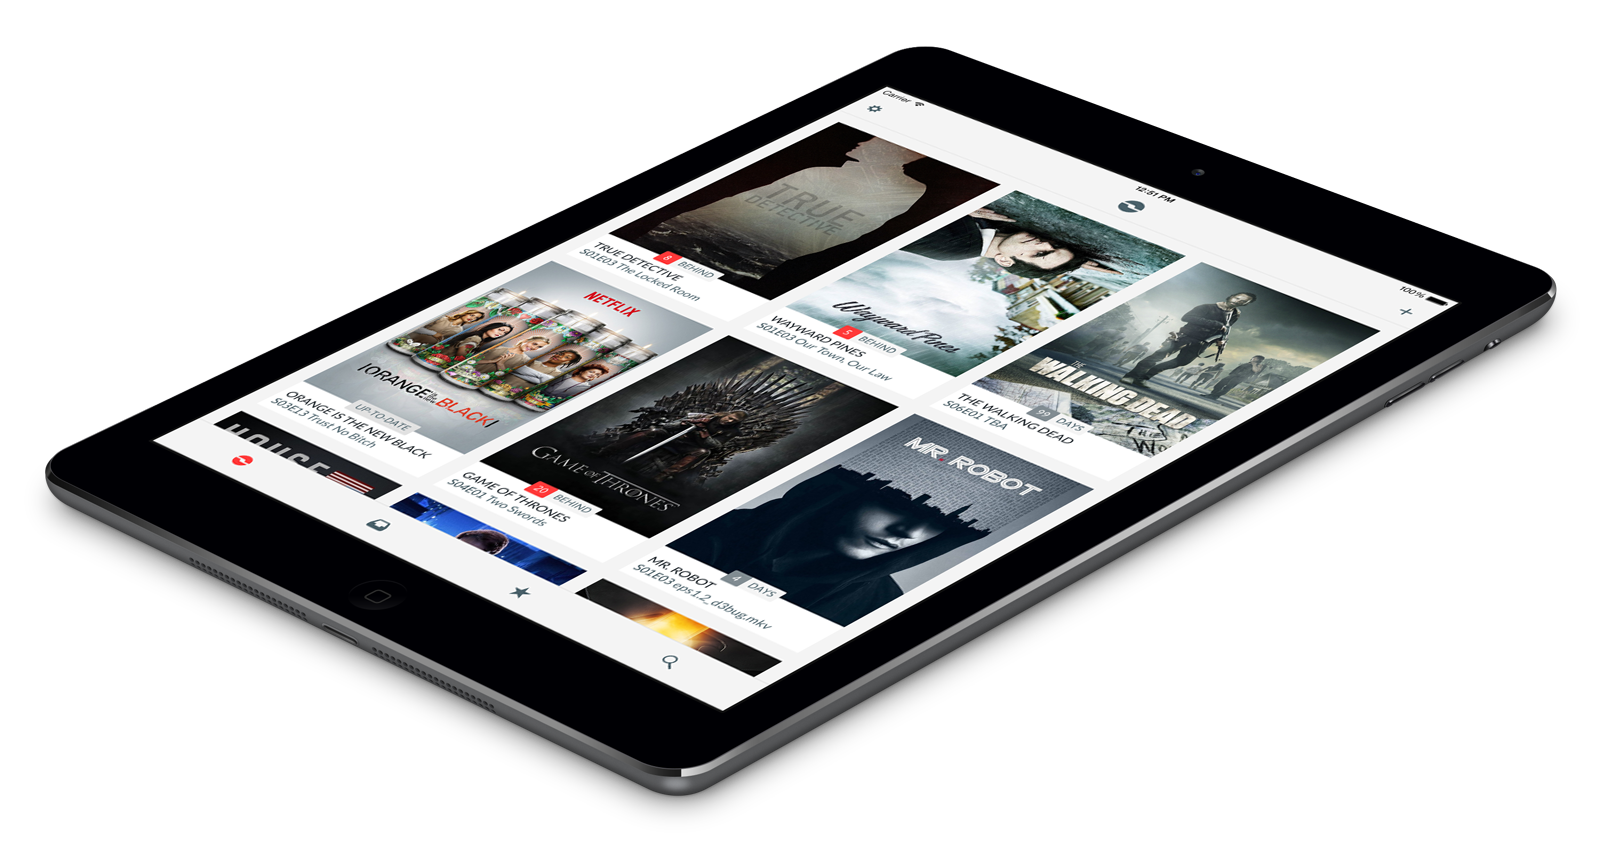 Carrier
12:51 PM
100%
TRUE
DETECTIVE
3 BEHIND
TRUE DETECTIVE
S01E03 The Locked Room
Wayward Pines
5 BEHIND
WAYWARD PINES
S01E03 Our Town, Our Law
THE
WALKING DEAD
99 DAYS
THE WALKING DEAD
S06E01 TBA
NETFLIX
ORANGE IS THE NEW BLACK
UP-TO-DATE
ORANGE IS THE NEW BLACK
S03E13 Trust No Bitch
GAME OF THRONES
20 BEHIND
GAME OF THRONES
S04E01 Two Swords
MR. ROBOT
4 DAYS
MR. ROBOT
S01E03 eps1.2_d3bug.mkv
HOUSE